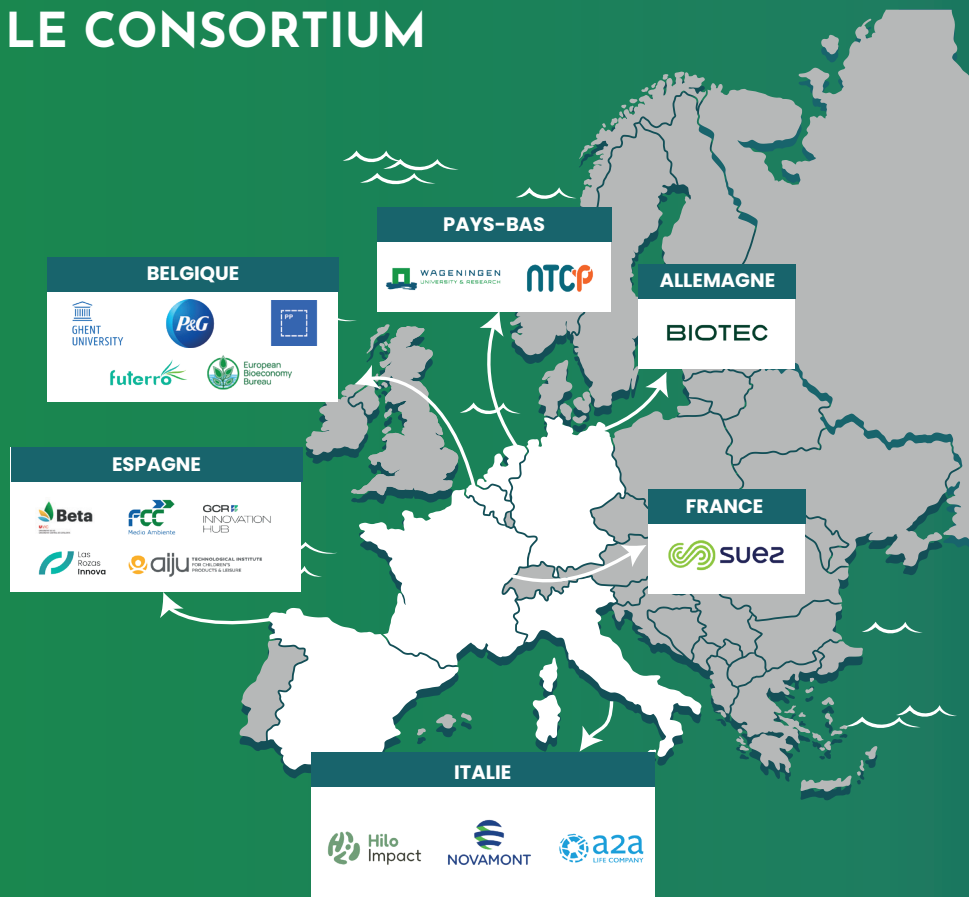 LE CONSORTIUM
PAYS-BAS
WAGENINGEN
UNIVERSITY & RESEARCH
NTCP
BELGIQUE
GHENT
UNIVERSITY
P&G
PP
futerro
European
Bioeconomy
Bureau
ALLEMAGNE
BIOTEC
ESPAGNE
Beta
FCC
Medio Ambiente
GCR
INNOVATION
HUB
Las
Rozas
Innova
aiju
TECHNOLOGICAL INSTITUTE
FOR CHILDREN'S
PRODUCTS & LEISURE
FRANCE
suez
ITALIE
Hilo
Impact
NOVAMONT
a2a
LIFE COMPANY